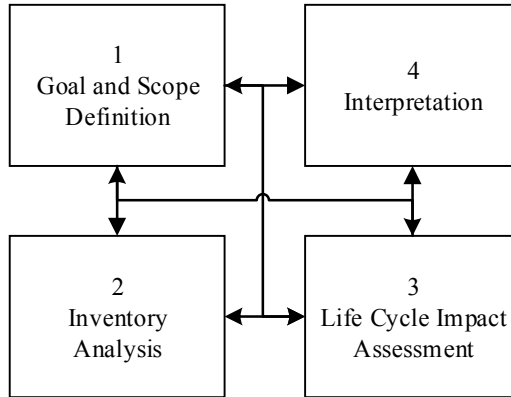 1
Goal and Scope
Definition
4
Interpretation
2
Inventory
Analysis
3
Life Cycle Impact
Assessment